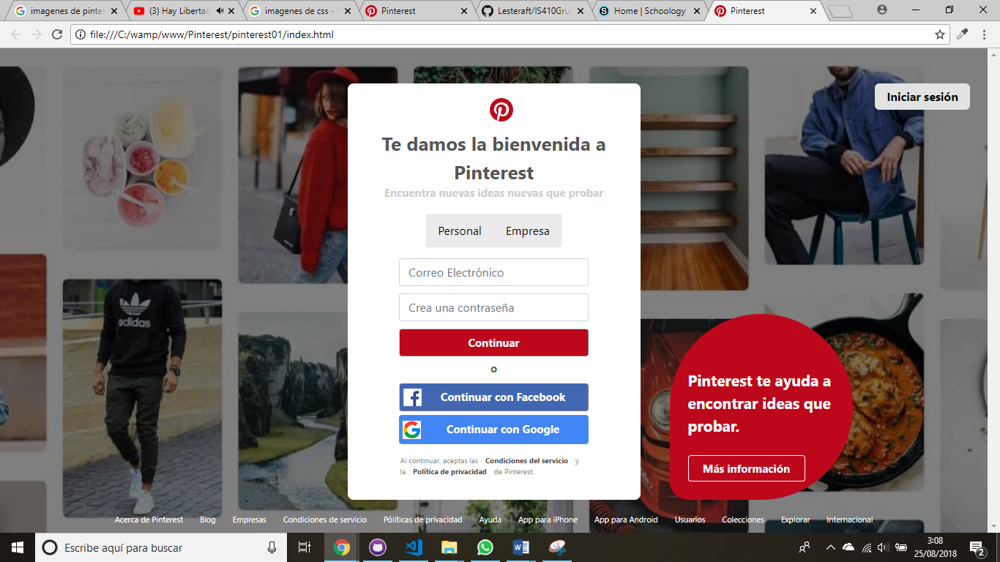 imagenes de pinte
(3) Hay Libertad
imagenes de css -
Pinterest
Lesteraft/IS410Gru
Home | Schoology
Pinterest
file:///C:/wamp/www/Pinterest/pinterest01/index.html
Iniciar sesión
Te damos la bienvenida a
Pinterest
Encuentra nuevas ideas nuevas que probar
Personal Empresa
Correo Electrónico
Crea una contraseña
Continuar
o
Continuar con Facebook
Continuar con Google
Al continuar, aceptas las Condiciones del servicio y
la Política de privacidad de Pinterest.
adidas
Pinterest te ayuda a
encontrar ideas que
probar.
Más información
Acerca de Pinterest Blog Empresas Condiciones de servicio Póliticas de privacidad Ayuda App para iPhone App para Android Usuarios Colecciones Explorar Internacional
Escribe aquí para buscar
3:08
25/08/2018
2